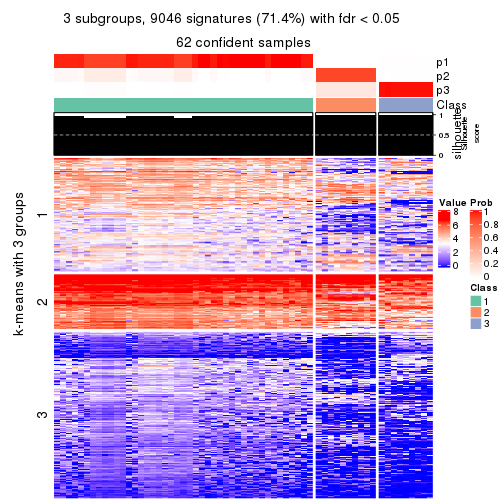 3 subgroups, 9046 signatures (71.4%) with fdr < 0.05
62 confident samples
p1
p2
p3
Class
silhouette
Silhouette
score
1
0.5
0
k-means with 3 groups
1
2
3
Value
8
6
4
2
0
Prob
1
0.8
0.6
0.4
0.2
0
Class
1
2
3